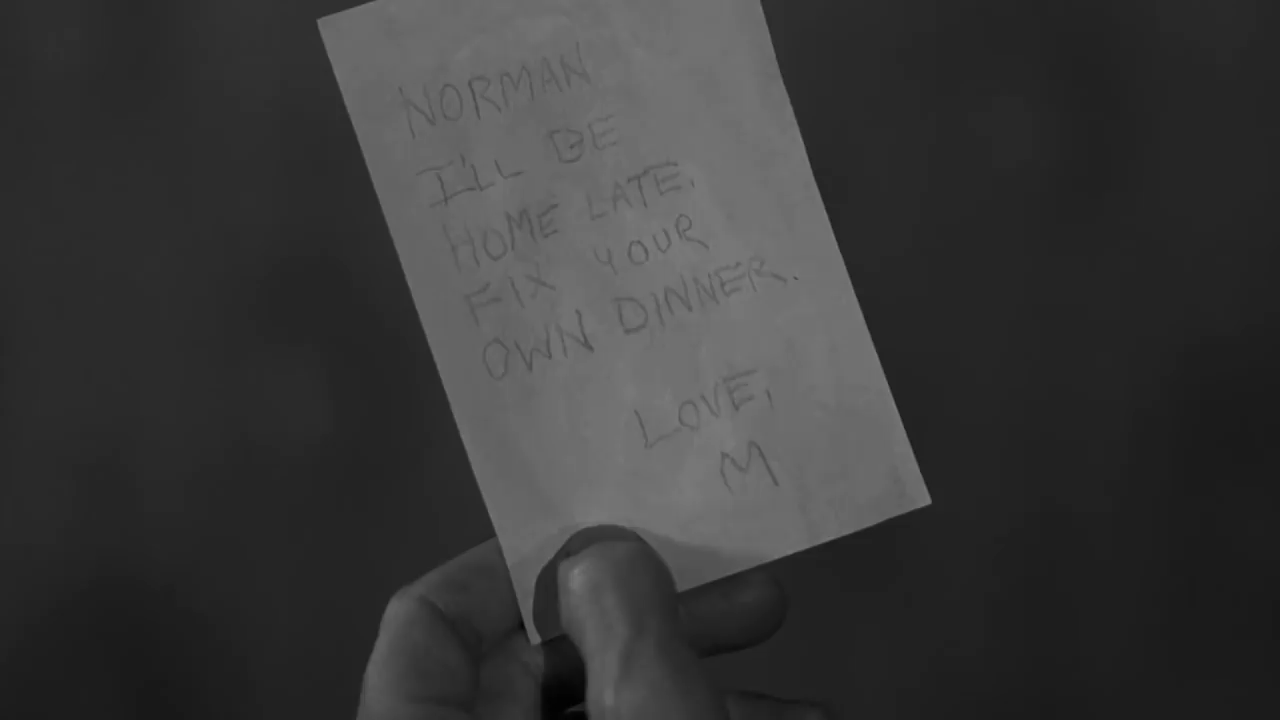 NORMAN
I'LL BE
HOME LATE.
FIX YOUR
OWN DINNER.
LOVE,
M